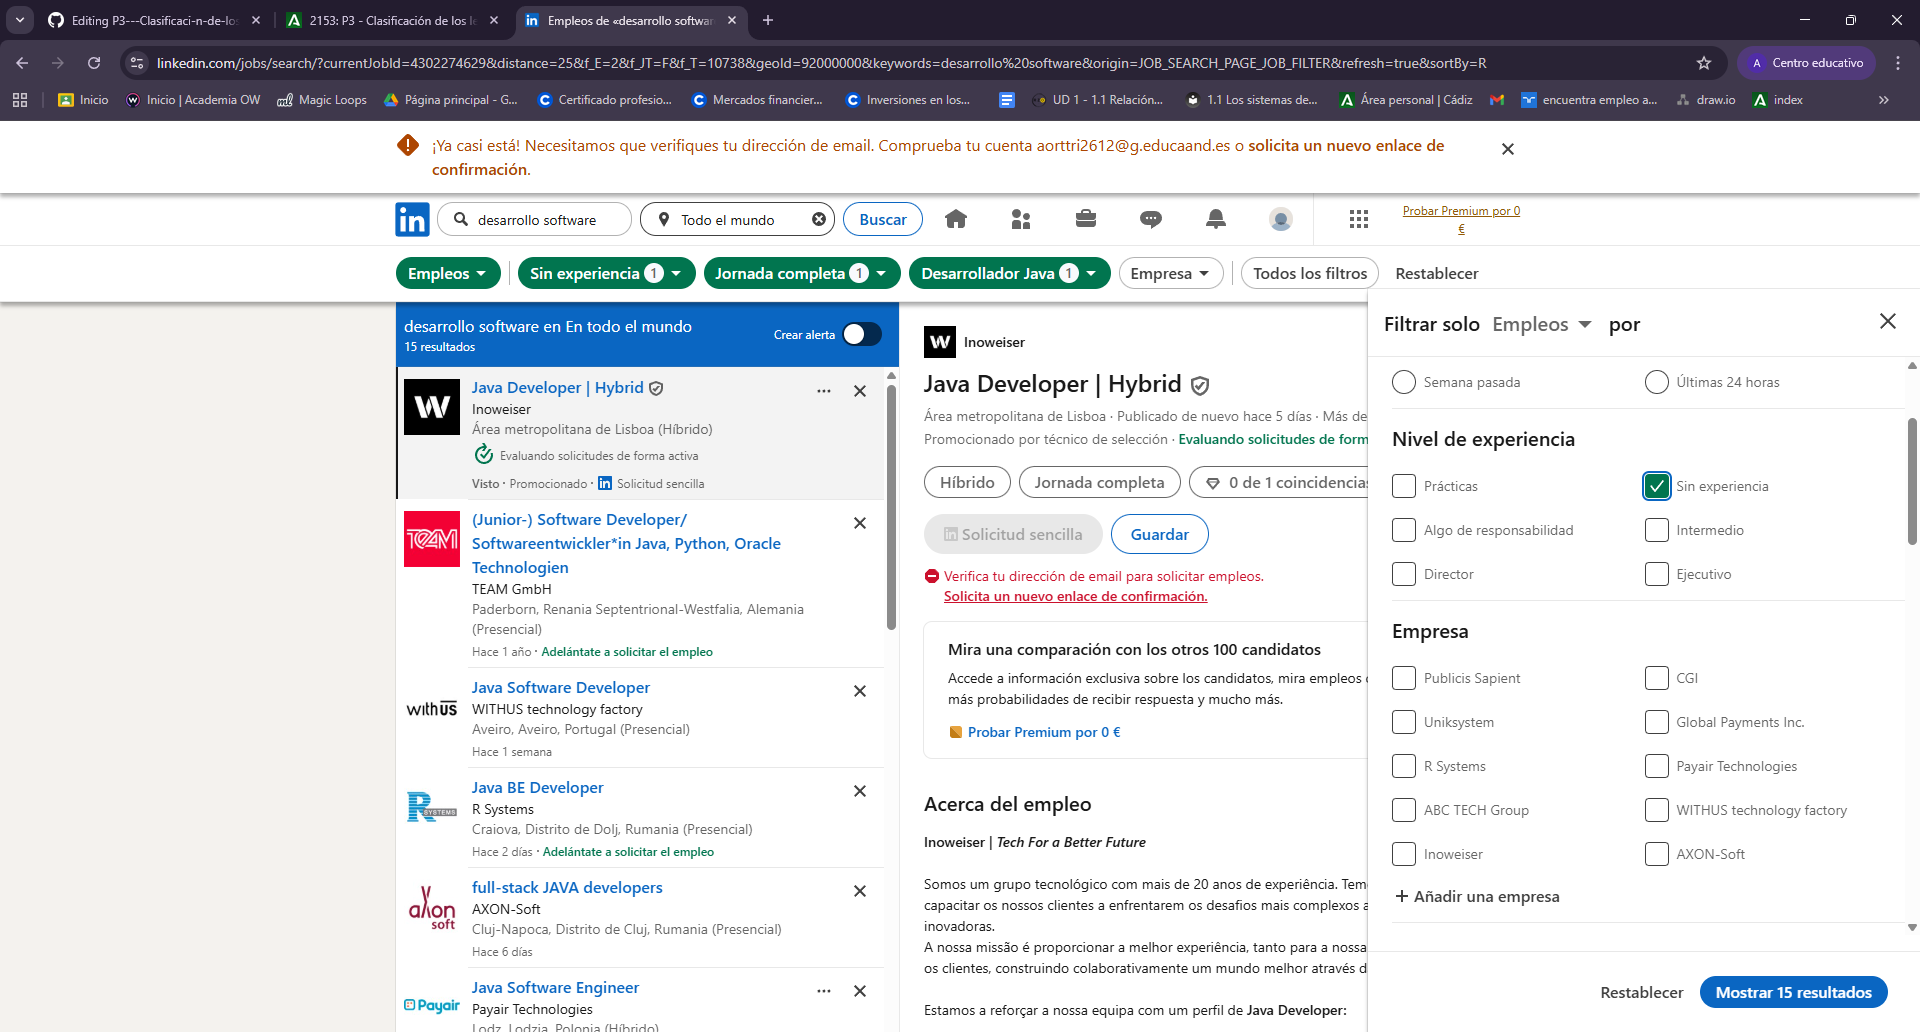 Editing P3---Clasificaci-n-de-los
2153: P3 - Clasificación de los le
Empleos de «desarrollo softwar
linkedin.com/jobs/search/?currentJobId=4302274629&distance=25&f_E=2&f_JT=F&f_T=10738&geoId=92000000&keywords=desarrollo%20software&origin=JOB_SEARCH_PAGE_JOB_FILTER&refresh=true&sortBy=R
A Centro educativo
Inicio
Inicio | Academia OW
Magic Loops
Página principal - G...
Certificado profesio...
Mercados financier...
Inversiones en los...
UD 1 - 1.1 Relación...
1.1 Los sistemas de...
Área personal | Cádiz
encuentra empleo a...
draw.io
index
¡Ya casi está! Necesitamos que verifiques tu dirección de email. Comprueba tu cuenta aorttri2612@g.educaand.es o solicita un nuevo enlace de
confirmación.
in
desarrollo software
Todo el mundo
Buscar
Probar Premium por 0
€
Empleos
Sin experiencia 1
Jornada completa 1
Desarrollador Java 1
Empresa
Todos los filtros
Restablecer
desarrollo software en En todo el mundo
15 resultados
Crear alerta
Java Developer | Hybrid
Inoweiser
Área metropolitana de Lisboa (Híbrido)
Evaluando solicitudes de forma activa
Visto · Promocionado · in Solicitud sencilla
TEAM
(Junior-) Software Developer/
Softwareentwickler*in Java, Python, Oracle
Technologien
TEAM GmbH
Paderborn, Renania Septentrional-Westfalia, Alemania
(Presencial)
Hace 1 año · Adelántate a solicitar el empleo
withus
Java Software Developer
WITHUS technology factory
Aveiro, Aveiro, Portugal (Presencial)
Hace 1 semana
R SYSTEMS
Java BE Developer
R Systems
Craiova, Distrito de Dolj, Rumania (Presencial)
Hace 2 días · Adelántate a solicitar el empleo
axon soft
full-stack JAVA developers
AXON-Soft
Cluj-Napoca, Distrito de Cluj, Rumania (Presencial)
Hace 6 días
Payair
Java Software Engineer
Payair Technologies
Lodz, Lodzia, Polonia (Híbrido)
W Inoweiser
Java Developer | Hybrid
Área metropolitana de Lisboa · Publicado de nuevo hace 5 días · Más de
Promocionado por técnico de selección · Evaluando solicitudes de form
Híbrido
Jornada completa
0 de 1 coincidencias
in Solicitud sencilla
Guardar
Verifica tu dirección de email para solicitar empleos.
Solicita un nuevo enlace de confirmación.
Mira una comparación con los otros 100 candidatos
Accede a información exclusiva sobre los candidatos, mira empleos
más probabilidades de recibir respuesta y mucho más.
Probar Premium por 0 €
Acerca del empleo
Inoweiser | Tech For a Better Future
Somos um grupo tecnológico com mais de 20 anos de experiência. Tem
capacitar os nossos clientes a enfrentarem os desafios mais complexos a
inovadoras.
A nossa missão é proporcionar a melhor experiência, tanto para a nossa
os clientes, construindo colaborativamente um mundo melhor através d
Estamos a reforçar a nossa equipa com um perfil de Java Developer:
Filtrar solo Empleos por
Semana pasada
Últimas 24 horas
Nivel de experiencia
Prácticas
Sin experiencia
Algo de responsabilidad
Intermedio
Director
Ejecutivo
Empresa
Publicis Sapient
CGI
Uniksystem
Global Payments Inc.
R Systems
Payair Technologies
ABC TECH Group
WITHUS technology factory
Inoweiser
AXON-Soft
+ Añadir una empresa
Restablecer
Mostrar 15 resultados